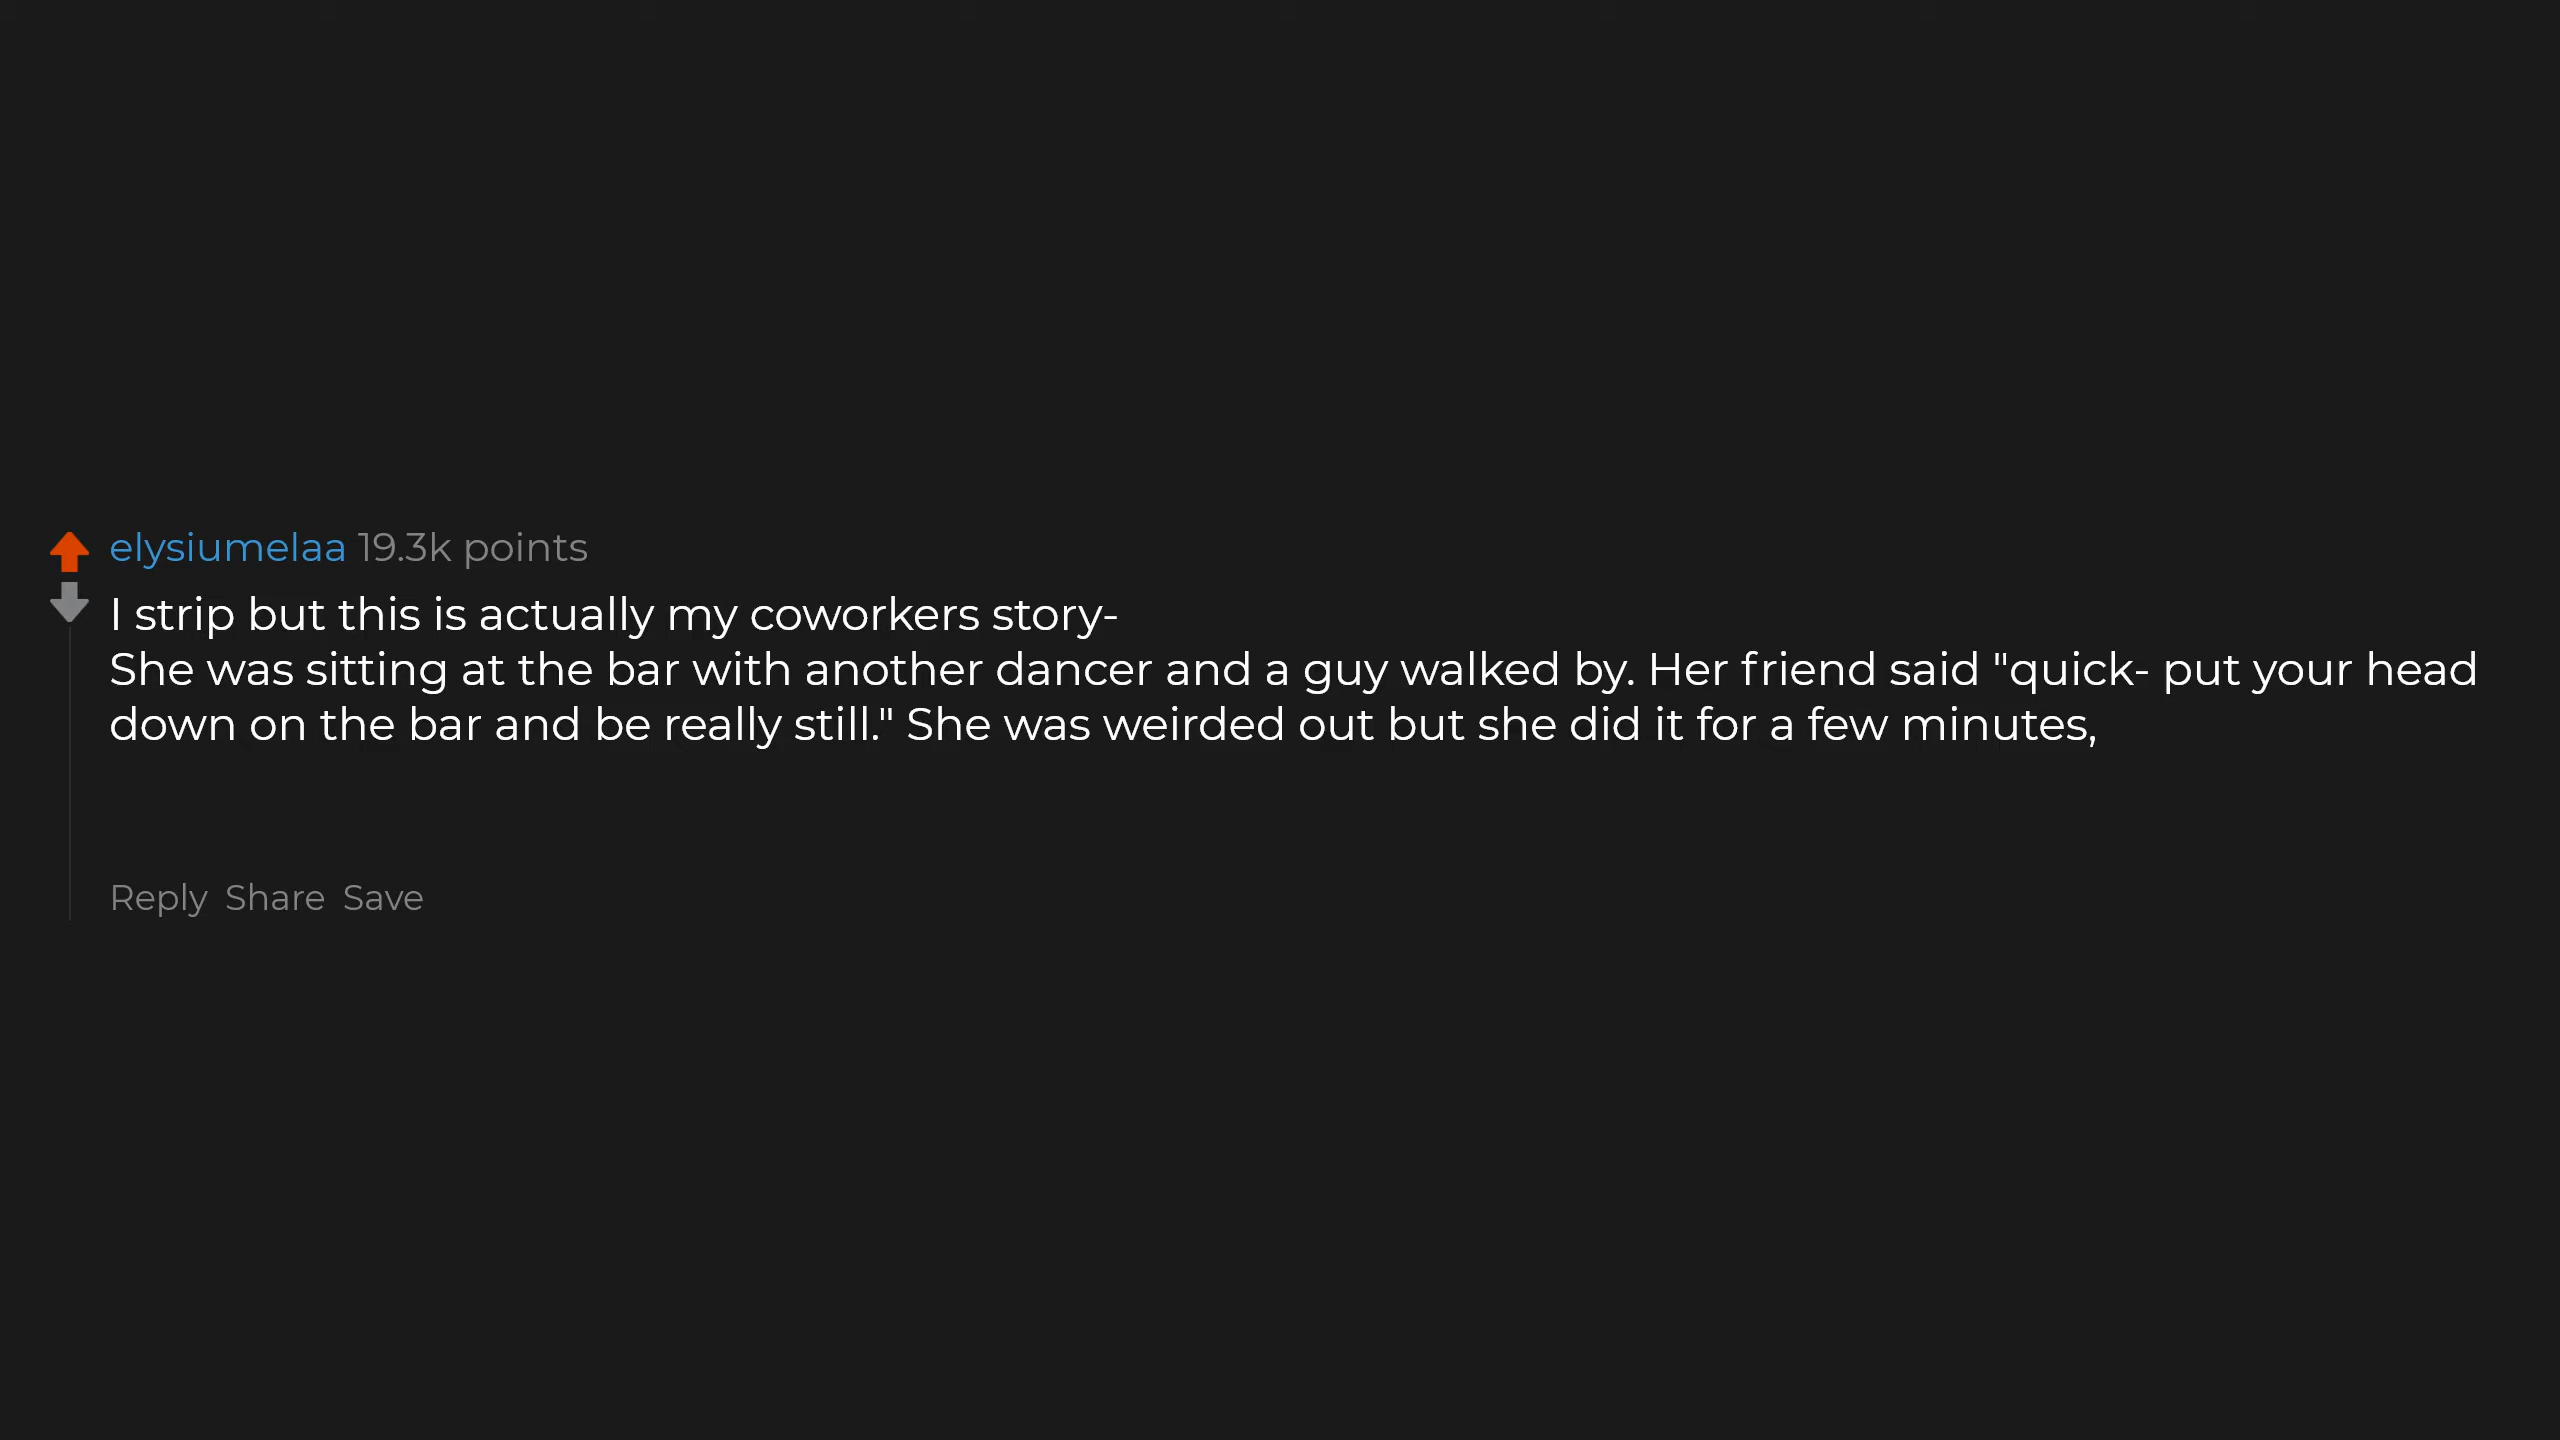 elysiumelaa 19.3k points
I strip but this is actually my coworkers story-
She was sitting at the bar with another dancer and a guy walked by. Her friend said "quick- put your head
down on the bar and be really still." She was weirded out but she did it for a few minutes,
Reply Share Save